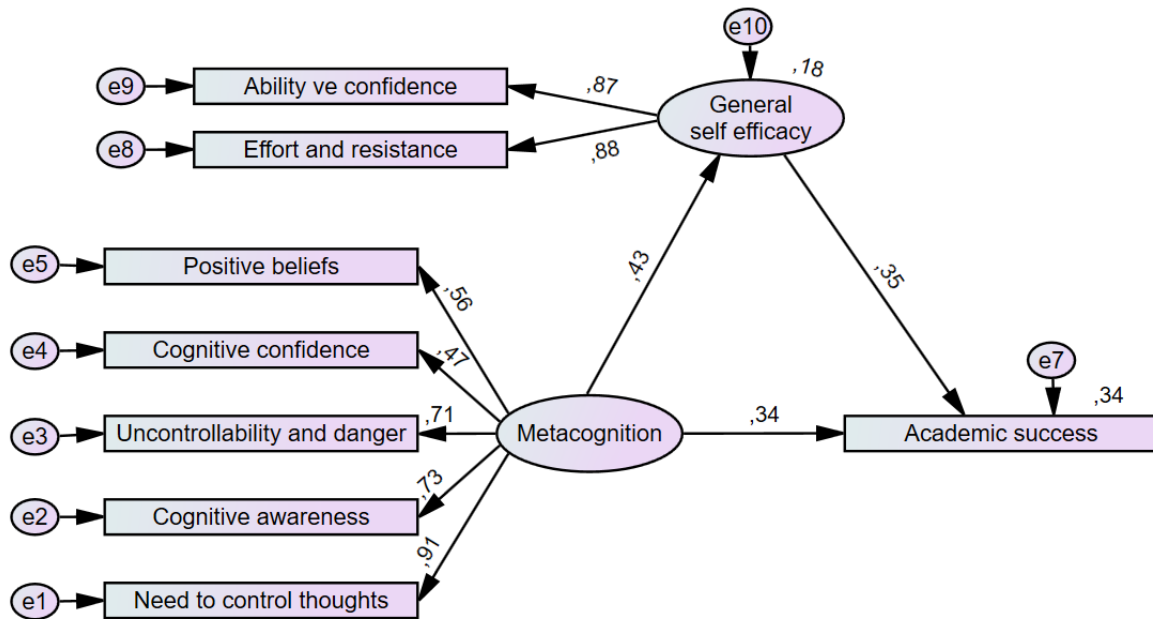 e10
,18
e9
Ability ve confidence
,87
General
self efficacy
e8
Effort and resistance
,88
e5
Positive beliefs
,56
,43
,35
e4
Cognitive confidence
,47
e7
,34
e3
Uncontrollability and danger
,71
Metacognition
,34
Academic success
e2
Cognitive awareness
,73
e1
Need to control thoughts
,91